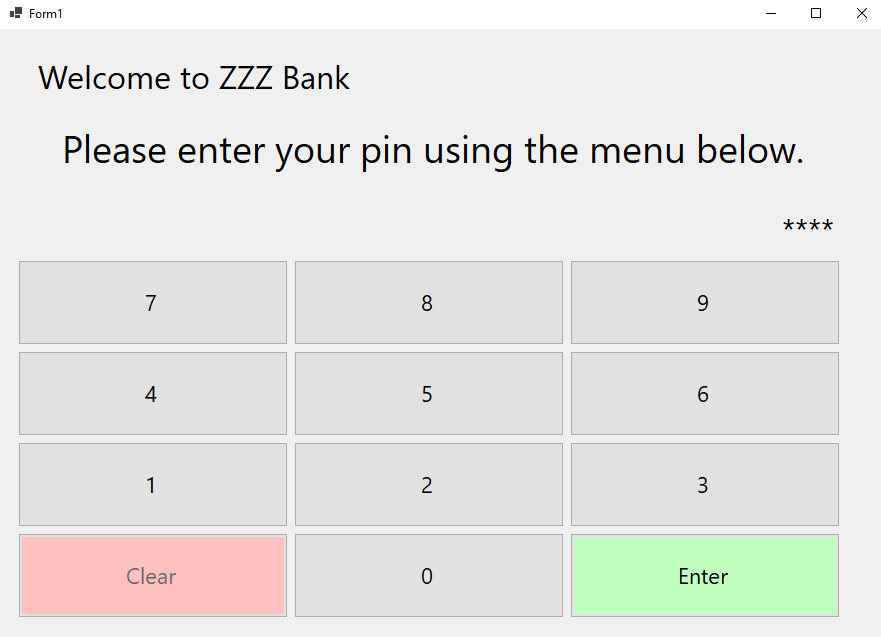 Form1
Welcome to ZZZ Bank
Please enter your pin using the menu below.
****
7 8 9
4 5 6
1 2 3
Clear 0 Enter